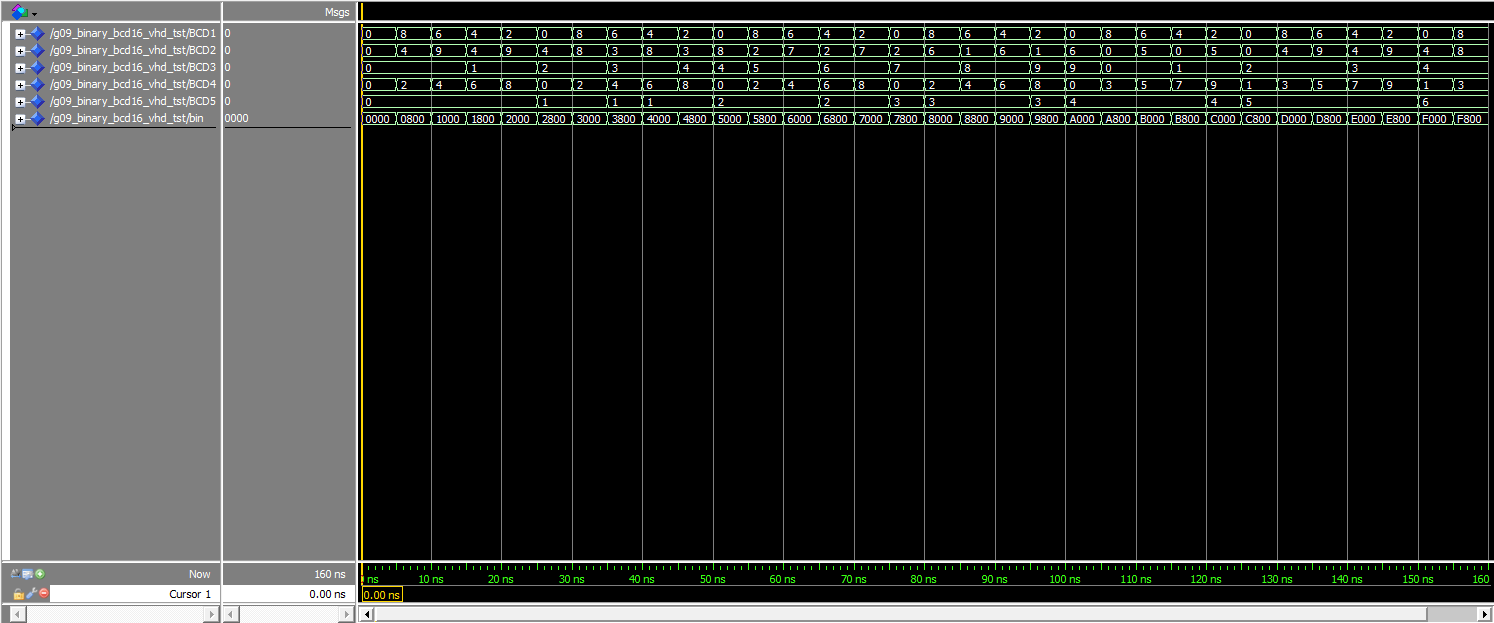 Msgs
/g09_binary_bcd16_vhd_tst/BCD1 0 0 8 6 4 2 0 8 6 4 2 0 8 6 4 2 0 8 6 4 2 0 8 6 4 2 0 8 6 4 2 0 8
/g09_binary_bcd16_vhd_tst/BCD2 0 0 4 9 4 9 4 8 3 8 3 8 2 7 2 7 2 6 1 6 1 6 0 5 0 5 0 4 9 4 9 4 8
/g09_binary_bcd16_vhd_tst/BCD3 0 0 1 2 3 4 4 5 6 7 8 9 9 0 1 2 3 4
/g09_binary_bcd16_vhd_tst/BCD4 0 0 2 4 6 8 0 2 4 6 8 0 2 4 6 8 0 2 4 6 8 0 3 5 7 9 1 3 5 7 9 1 3
/g09_binary_bcd16_vhd_tst/BCD5 0 0 1 1 1 2 2 3 3 3 4 4 5 6
/g09_binary_bcd16_vhd_tst/bin 0000 0000 0800 1000 1800 2000 2800 3000 3800 4000 4800 5000 5800 6000 6800 7000 7800 8000 8800 9000 9800 A000 A800 B000 B800 C000 C800 D000 D800 E000 E800 F000 F800
Now 160 ns ns 10 ns 20 ns 30 ns 40 ns 50 ns 60 ns 70 ns 80 ns 90 ns 100 ns 110 ns 120 ns 130 ns 140 ns 150 ns 160
Cursor 1 0.00 ns 0.00 ns